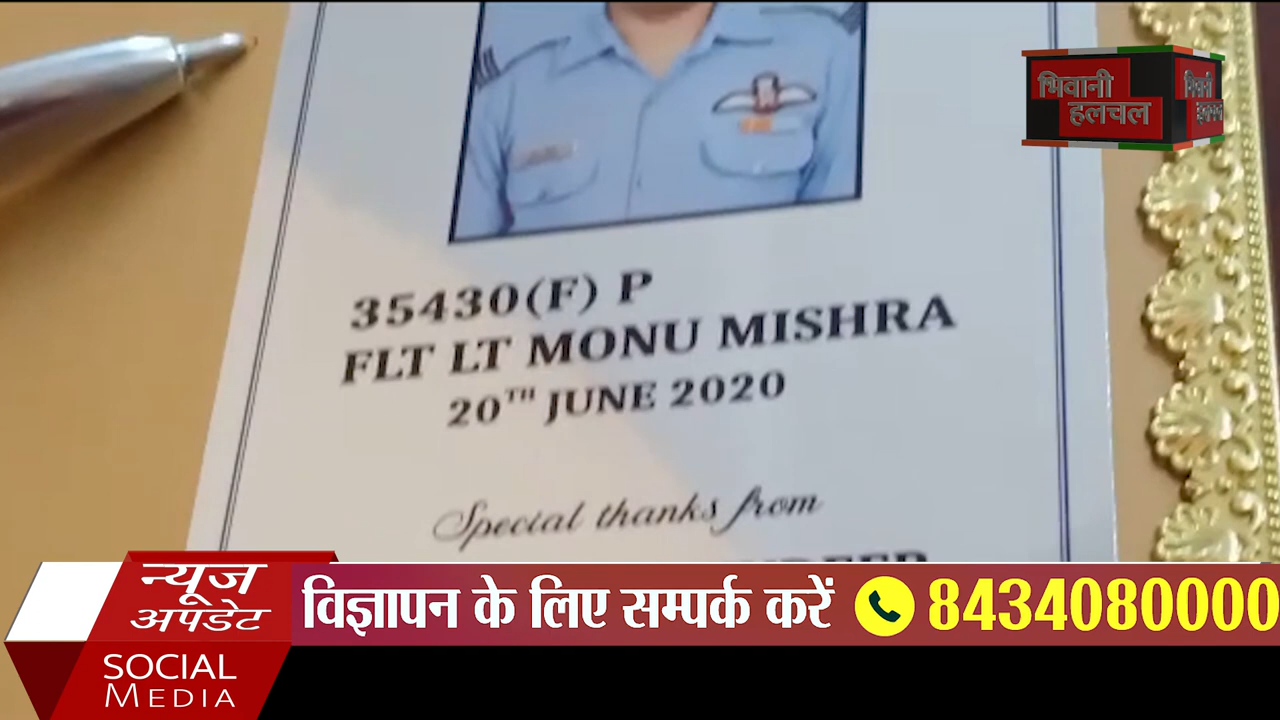 भिवानी
हलचल
35430(F) P
FLT LT MONU MISHRA
20TH JUNE 2020
Special thanks from
न्यूज
अपडेट
विज्ञापन के लिए सम्पर्क करें 8434080000
SOCIAL
MEDIA